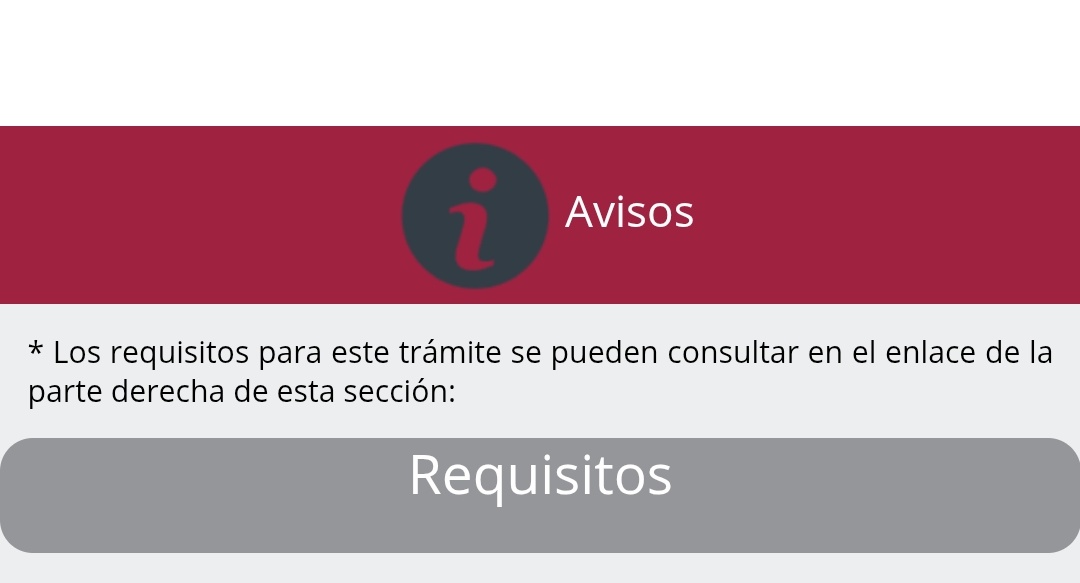 Avisos
* Los requisitos para este trámite se pueden consultar en el enlace de la
parte derecha de esta sección:
Requisitos